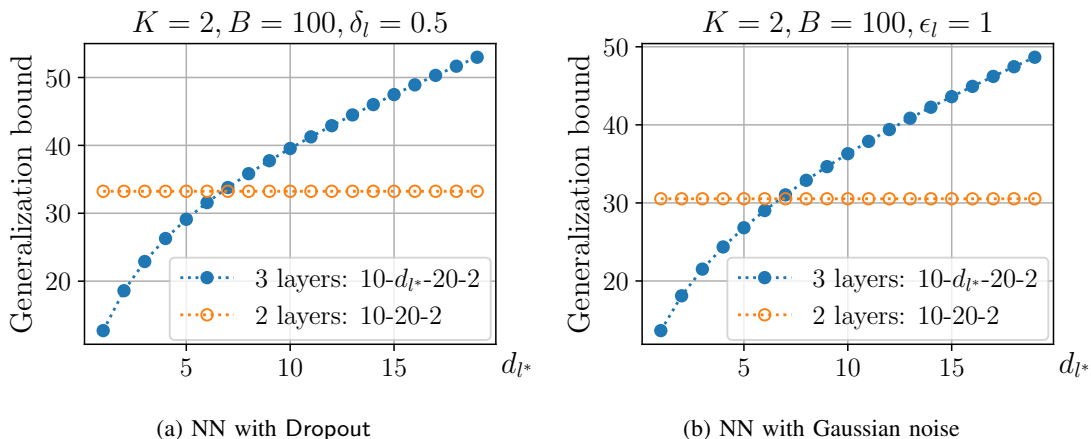 K = 2, B = 100, δ_l = 0.5
Generalization bound
50
40
30
20
3 layers: 10-d_{l*}-20-2
2 layers: 10-20-2
5 10 15 d_{l*}
(a) NN with Dropout
K = 2, B = 100, ϵ_l = 1
Generalization bound
50
40
30
20
3 layers: 10-d_{l*}-20-2
2 layers: 10-20-2
5 10 15 d_{l*}
(b) NN with Gaussian noise